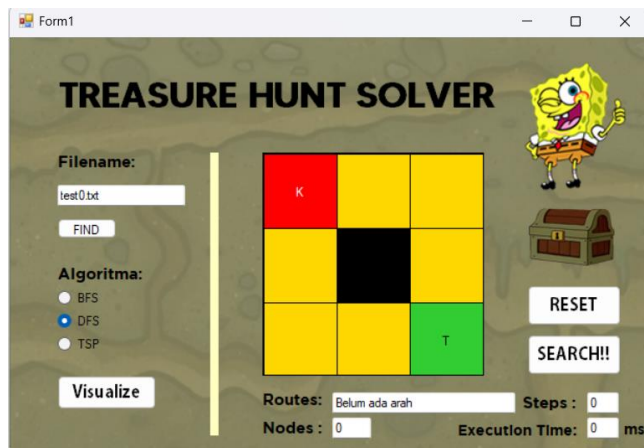 Form1
TREASURE HUNT SOLVER
Filename:
test0.txt
FIND
Algoritma:
BFS
DFS
TSP
Visualize
K
T
RESET
SEARCH!!
Routes: Belum ada arah Steps : 0
Nodes : 0 Execution Time: 0 ms